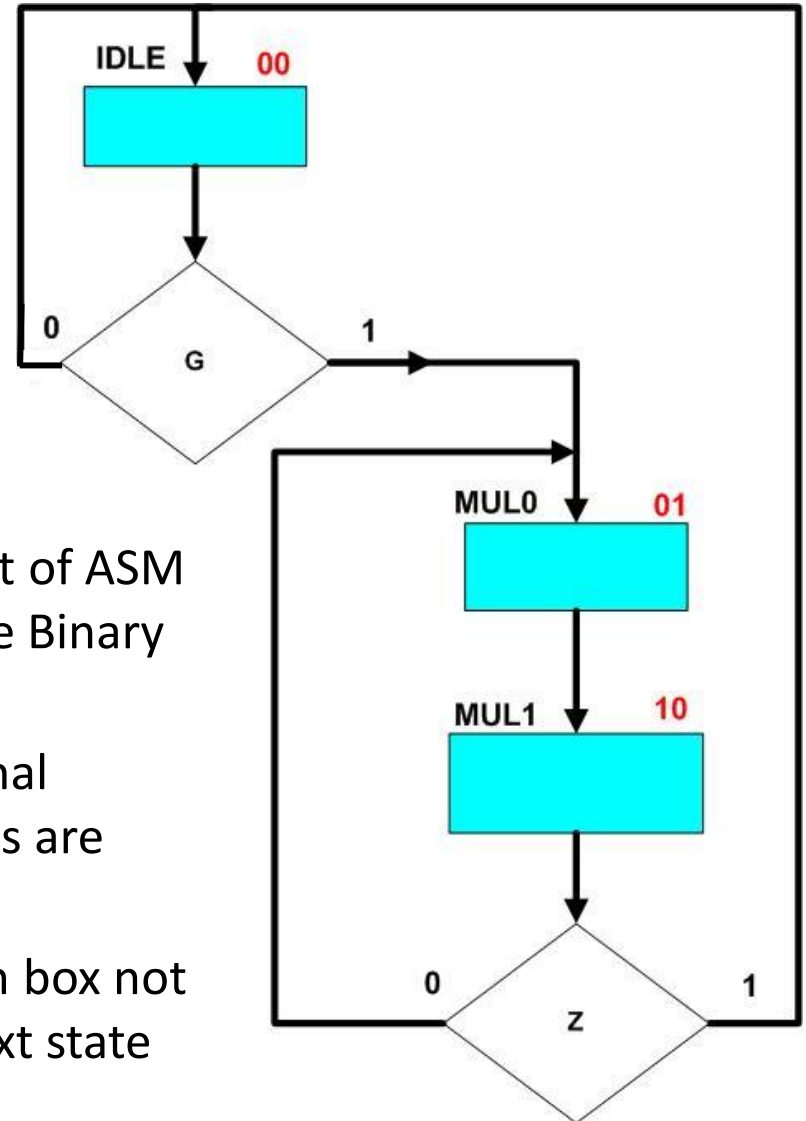 IDLE 00
0 1
G
MUL0 01
t of ASM
e Binary
MUL1 10
nal
s are
n box not
0 1
xt state
Z